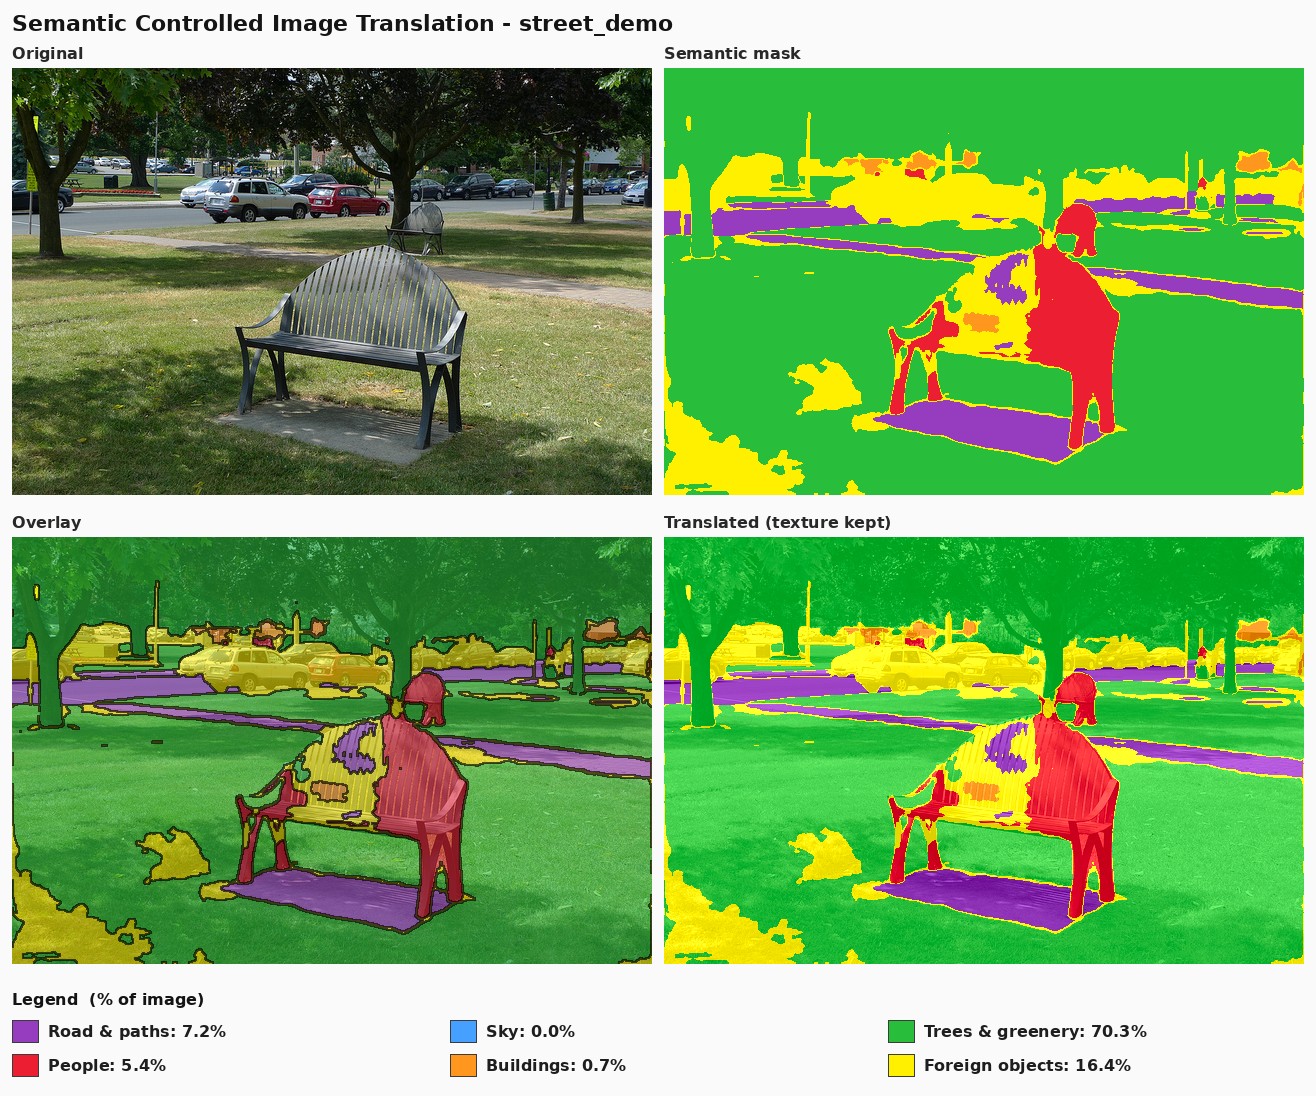 Semantic Controlled Image Translation - street_demo
Original
Semantic mask
Overlay
Translated (texture kept)
Legend (% of image)
Road & paths: 7.2%
Sky: 0.0%
Trees & greenery: 70.3%
People: 5.4%
Buildings: 0.7%
Foreign objects: 16.4%